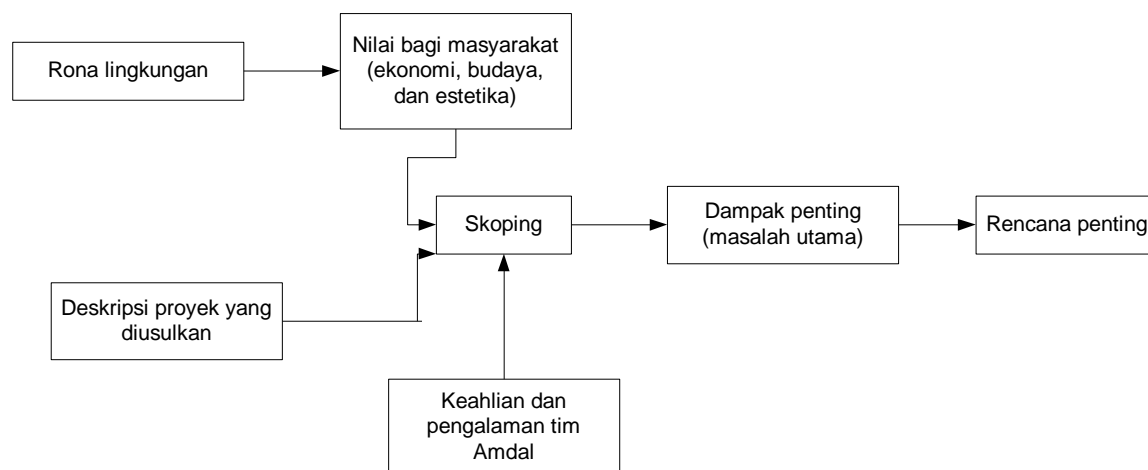 Rona lingkungan
Nilai bagi masyarakat
(ekonomi, budaya,
dan estetika)
Skoping
Dampak penting
(masalah utama)
Rencana penting
Deskripsi proyek yang
diusulkan
Keahlian dan
pengalaman tim
Amdal